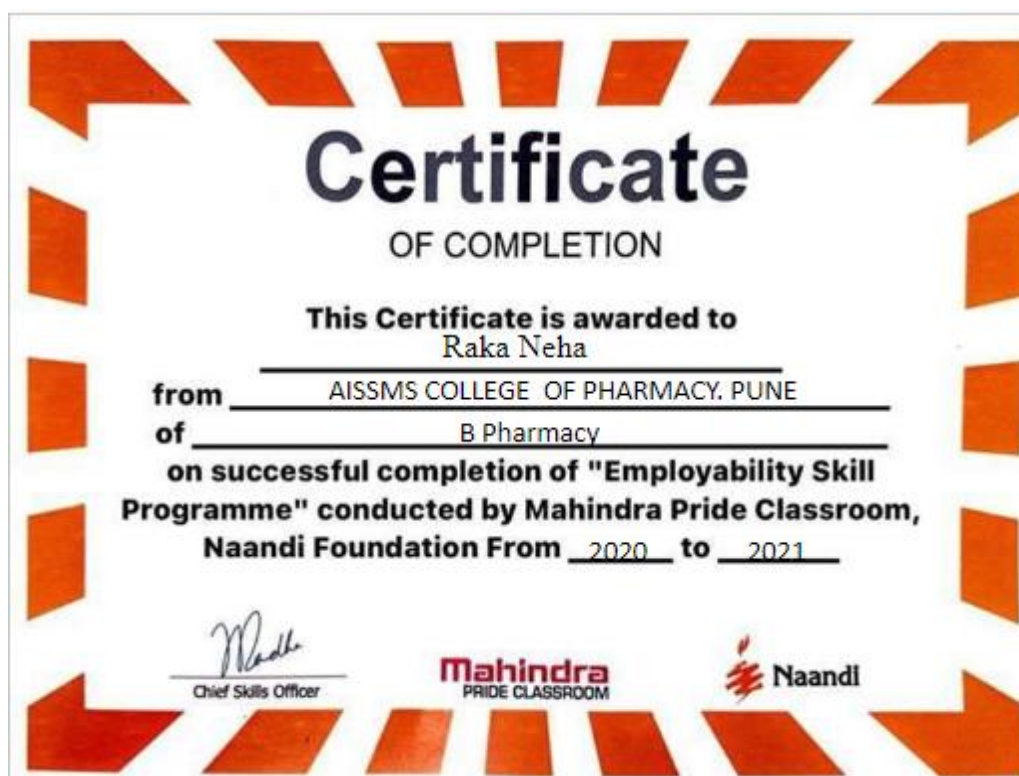 Certificate
OF COMPLETION
This Certificate is awarded to
Raka Neha
from AISSMS COLLEGE OF PHARMACY. PUNE
of B Pharmacy
on successful completion of "Employability Skill
Programme" conducted by Mahindra Pride Classroom,
Naandi Foundation From 2020 to 2021
Chief Skills Officer
Mahindra
PRIDE CLASSROOM
Naandi